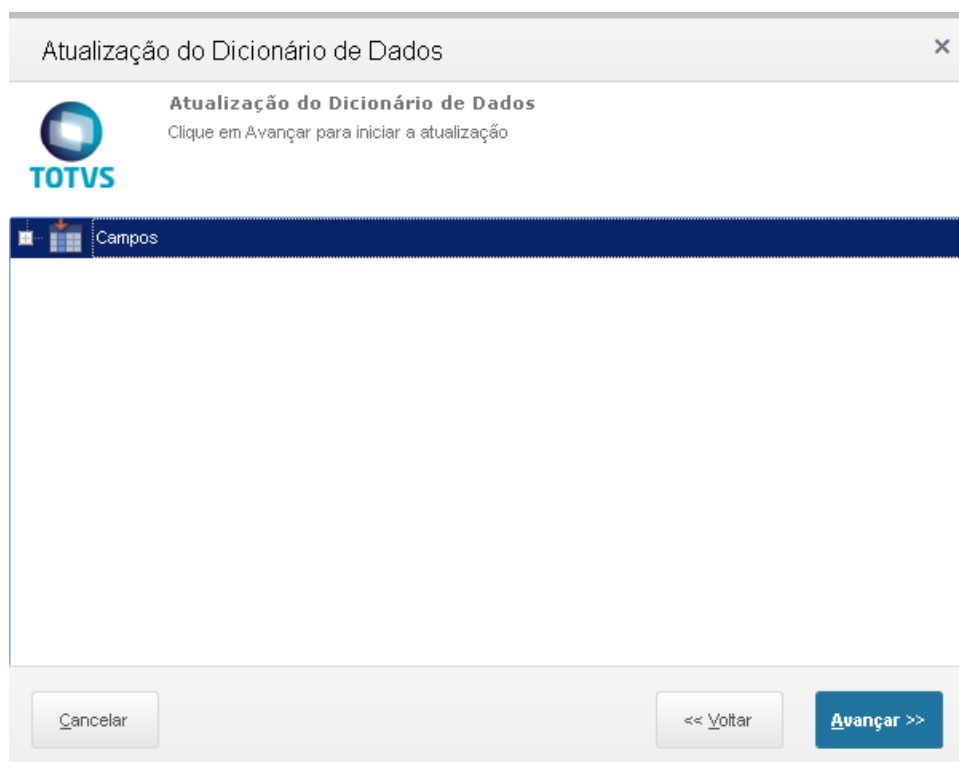 Atualização do Dicionário de Dados
Atualização do Dicionário de Dados
Clique em Avançar para iniciar a atualização
TOTVS
Campos
Cancelar
<< Voltar
Avançar >>